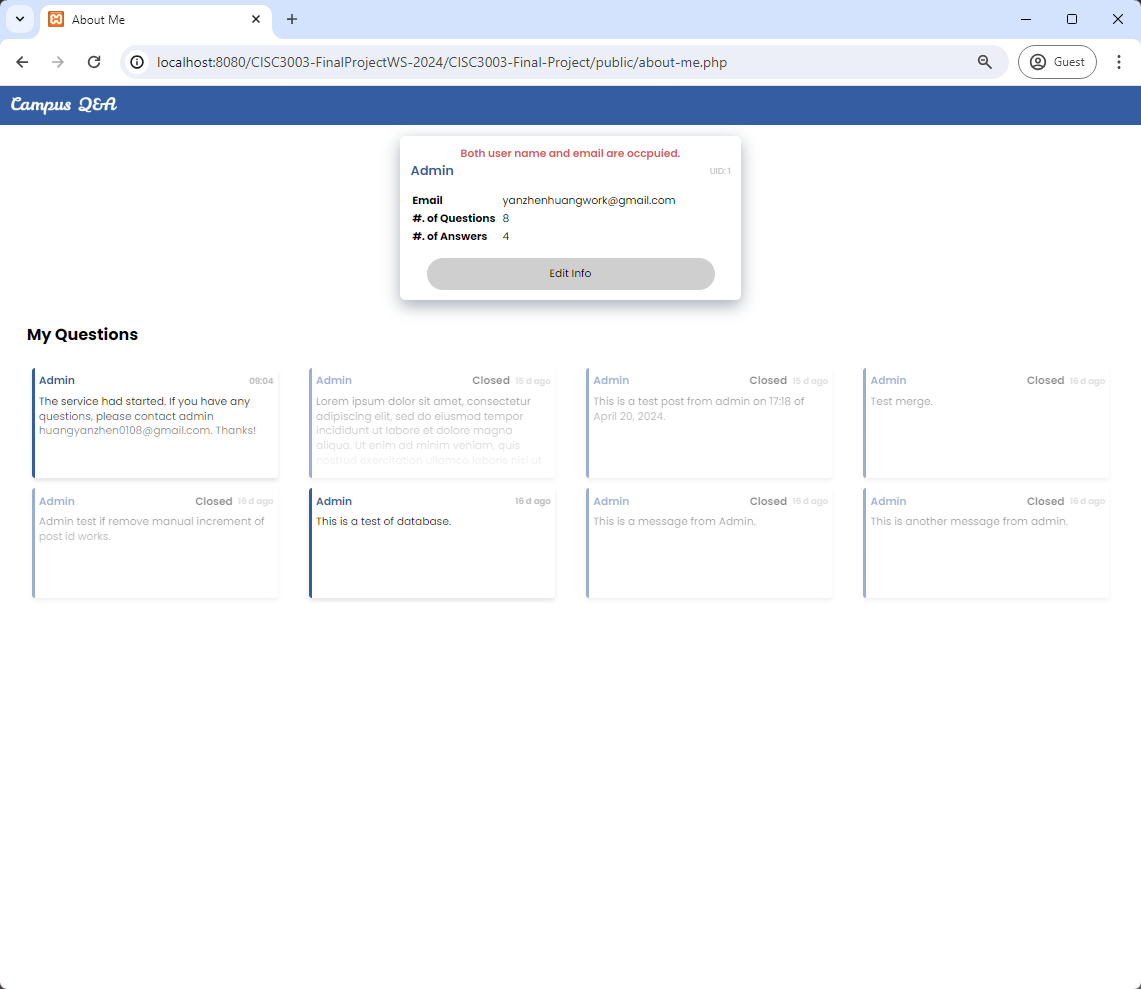 About Me
localhost:8080/CISC3003-FinalProjectWS-2024/CISC3003-Final-Project/public/about-me.php
Guest
Campus Q&A
Both user name and email are occpuied.
Admin UID: 1
Email yanzhenhuangwork@gmail.com
#. of Questions 8
#. of Answers 4
Edit Info
My Questions
Admin 09:04
The service had started. If you have any
questions, please contact admin
huangyanzhen0108@gmail.com. Thanks!
Admin Closed 15 d ago
Lorem ipsum dolor sit amet, consectetur
adipiscing elit, sed do eiusmod tempor
incididunt ut labore et dolore magna
aliqua. Ut enim ad minim veniam, quis
nostrud exercitation ullamco laboris nisi ut
Admin Closed 15 d ago
This is a test post from admin on 17:18 of
April 20, 2024.
Admin Closed 16 d ago
Test merge.
Admin Closed 16 d ago
Admin test if remove manual increment of
post id works.
Admin 16 d ago
This is a test of database.
Admin Closed 16 d ago
This is a message from Admin.
Admin Closed 16 d ago
This is another message from admin.